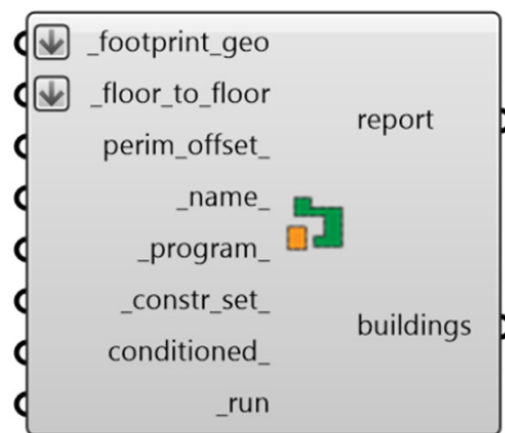 _footprint_geo
_floor_to_floor
perim_offset_
_name_
_program_
_constr_set_
conditioned_
_run
report
buildings